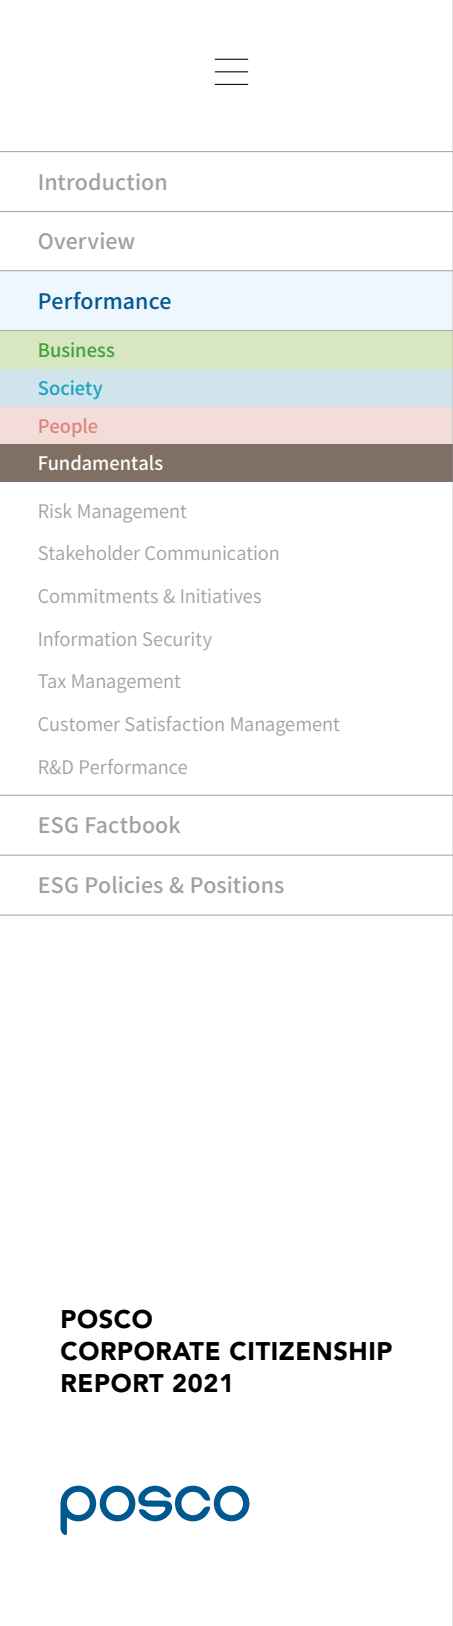 Introduction
Overview
Performance
Business
Society
People
Fundamentals
Risk Management
Stakeholder Communication
Commitments & Initiatives
Information Security
Tax Management
Customer Satisfaction Management
R&D Performance
ESG Factbook
ESG Policies & Positions
POSCO
CORPORATE CITIZENSHIP
REPORT 2021
posco